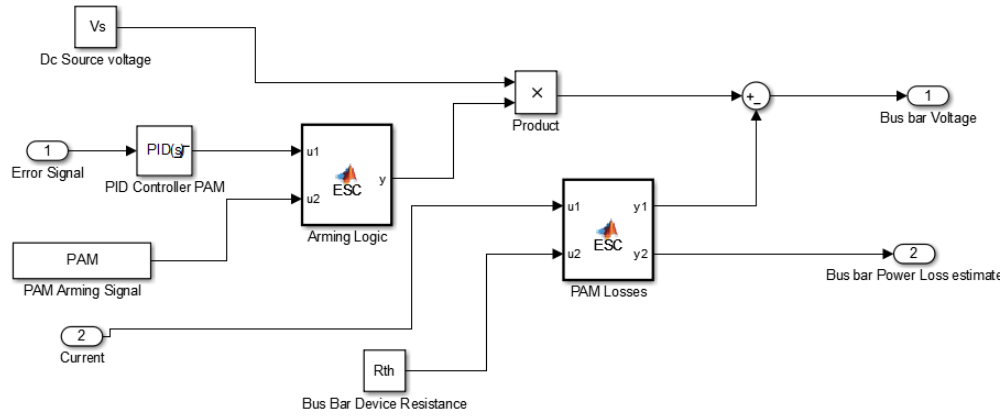 Vs
Dc Source voltage
×
Product
+
−
1
Bus bar Voltage
1
Error Signal
PID(s)
PID Controller PAM
u1
u2
y
ESC
Arming Logic
PAM
PAM Arming Signal
u1
u2
y1
y2
ESC
PAM Losses
2
Bus bar Power Loss estimate
2
Current
Rth
Bus Bar Device Resistance